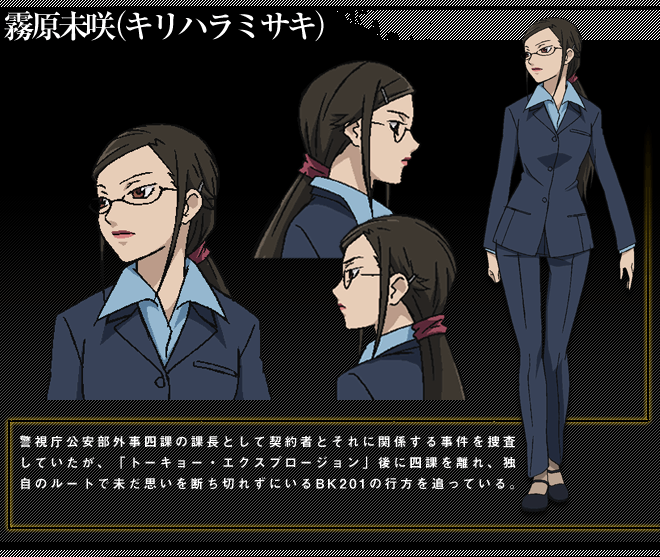 霧原未咲(キリハラミサキ)
警視庁公安部外事四課の課長として契約者とそれに関係する事件を捜査
していたが、「トーキョー・エクスプロージョン」後に四課を離れ、独
自のルートで未だ思いを断ち切れずにいるBK201の行方を追っている。